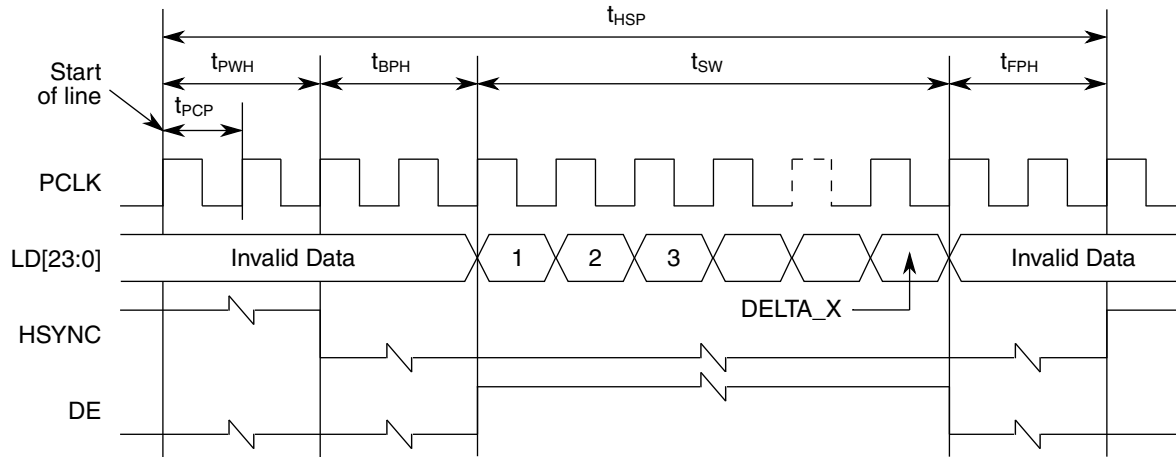 tHSP
tPWH tBPH tSW tFPH
Start
of line
tPCP
PCLK
LD[23:0] Invalid Data 1 2 3 Invalid Data
DELTA_X
HSYNC
DE